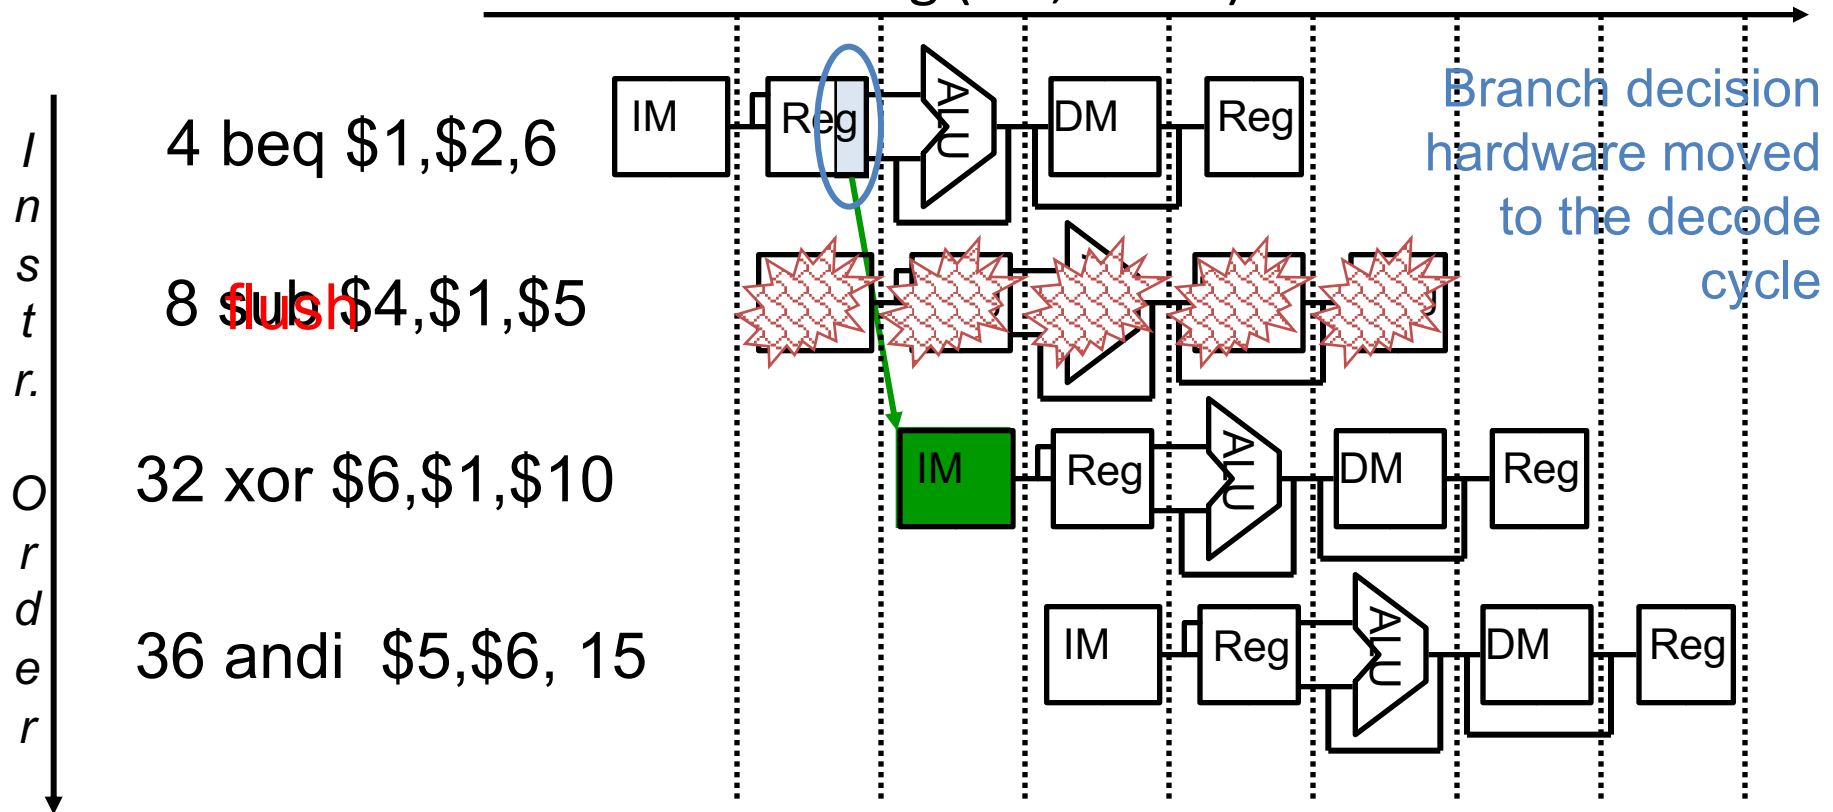 Branch decision
hardware moved
to the decode
cycle
Instr. Order
4 beq $1,$2,6
IM
Reg
ALU
DM
Reg
8 sub $4,$1,$5
flush
32 xor $6,$1,$10
IM
Reg
ALU
DM
Reg
36 andi $5,$6, 15
IM
Reg
ALU
DM
Reg